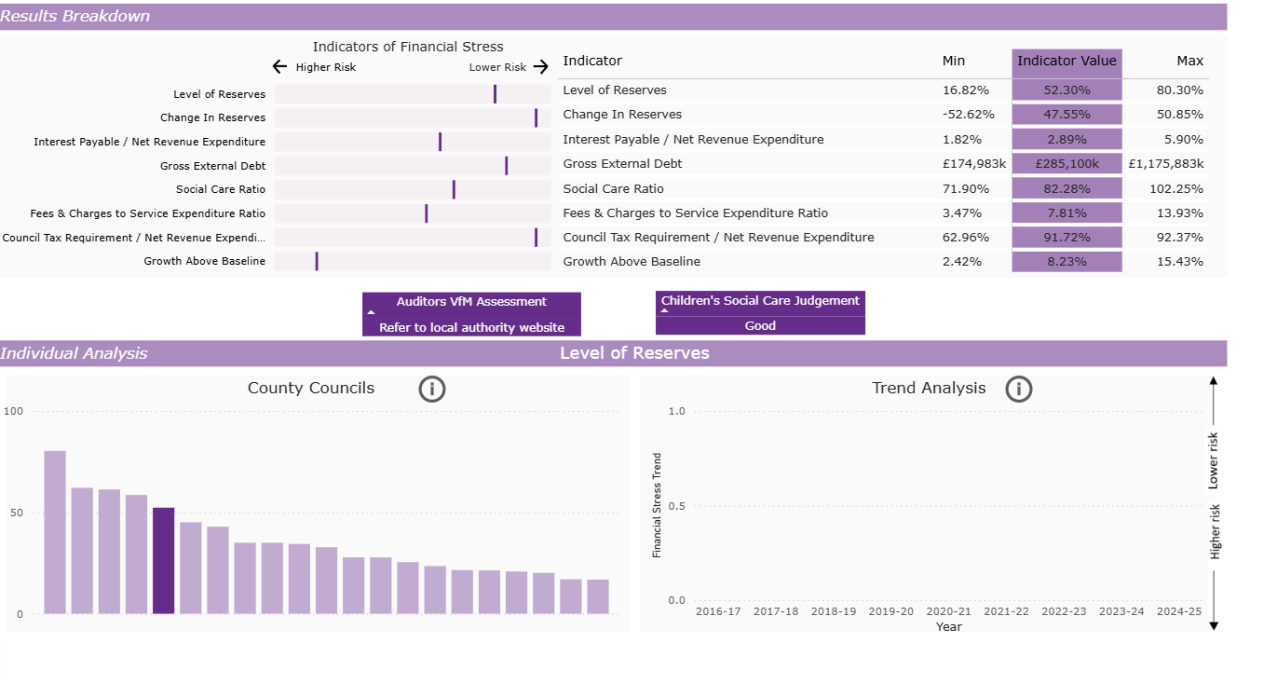 Results Breakdown
Indicators of Financial Stress
Higher Risk
Lower Risk
Level of Reserves
Change In Reserves
Interest Payable / Net Revenue Expenditure
Gross External Debt
Social Care Ratio
Fees & Charges to Service Expenditure Ratio
Council Tax Requirement / Net Revenue Expendi...
Growth Above Baseline
Indicator Min Indicator Value Max
Level of Reserves 16.82% 52.30% 80.30%
Change In Reserves -52.62% 47.55% 50.85%
Interest Payable / Net Revenue Expenditure 1.82% 2.89% 5.90%
Gross External Debt £174,983k £285,100k £1,175,883k
Social Care Ratio 71.90% 82.28% 102.25%
Fees & Charges to Service Expenditure Ratio 3.47% 7.81% 13.93%
Council Tax Requirement / Net Revenue Expenditure 62.96% 91.72% 92.37%
Growth Above Baseline 2.42% 8.23% 15.43%
Auditors VfM Assessment
Refer to local authority website
Children's Social Care Judgement
Good
Individual Analysis
Level of Reserves
County Councils
i
100
50
0
Trend Analysis
i
1.0
0.5
0.0
Financial Stress Trend
2016-17 2017-18 2018-19 2019-20 2020-21 2021-22 2022-23 2023-24 2024-25
Year
Lower risk
Higher risk